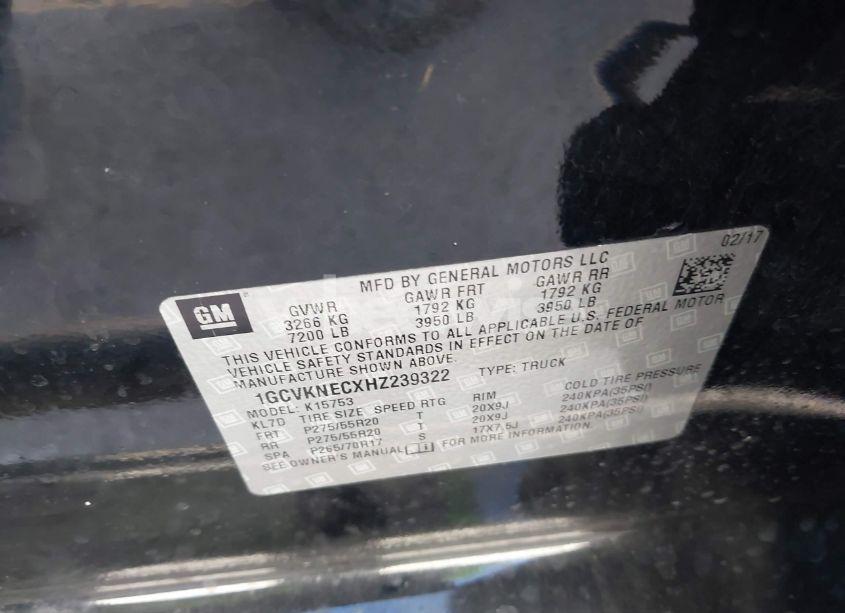 02/17
GM
MFD BY GENERAL MOTORS LLC
GVWR GAWR FRT GAWR RR
3266 KG 1792 KG 1792 KG
7200 LB 3950 LB 3950 LB
THIS VEHICLE CONFORMS TO ALL APPLICABLE U.S. FEDERAL MOTOR
VEHICLE SAFETY STANDARDS IN EFFECT ON THE DATE OF
MANUFACTURE SHOWN ABOVE.
1GCVKNECXHZ239322 TYPE: TRUCK
MODEL: K15753
KL7D TIRE SIZE SPEED RTG RIM COLD TIRE PRESSURE
FRT P275/55R20 T 20X9J 240KPA(35PSI)
RR P275/55R20 T 20X9J 240KPA(35PSI)
SPA P265/70R17 S 17X7.5J 240KPA(35PSI)
SEE OWNER'S MANUAL FOR MORE INFORMATION.